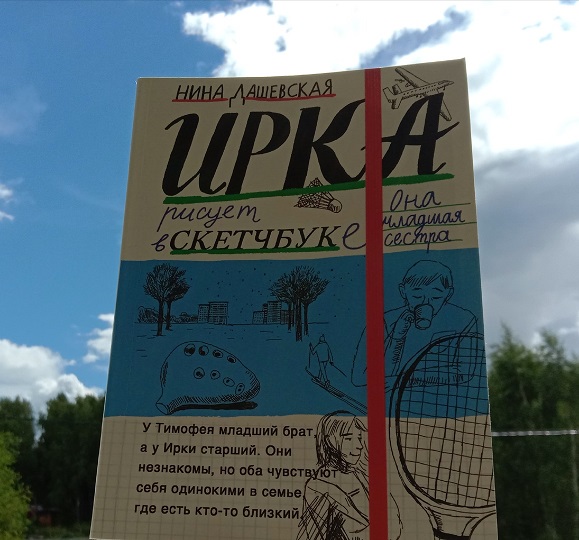 НИНА ДАШЕВСКАЯ
ИРКА
рисует
в СКЕТЧБУКе
Она
младшая
сестра
У Тимофея младший брат,
а у Ирки старший. Они
незнакомы, но оба чувствуют
себя одинокими в семье,
где есть кто-то близкий.